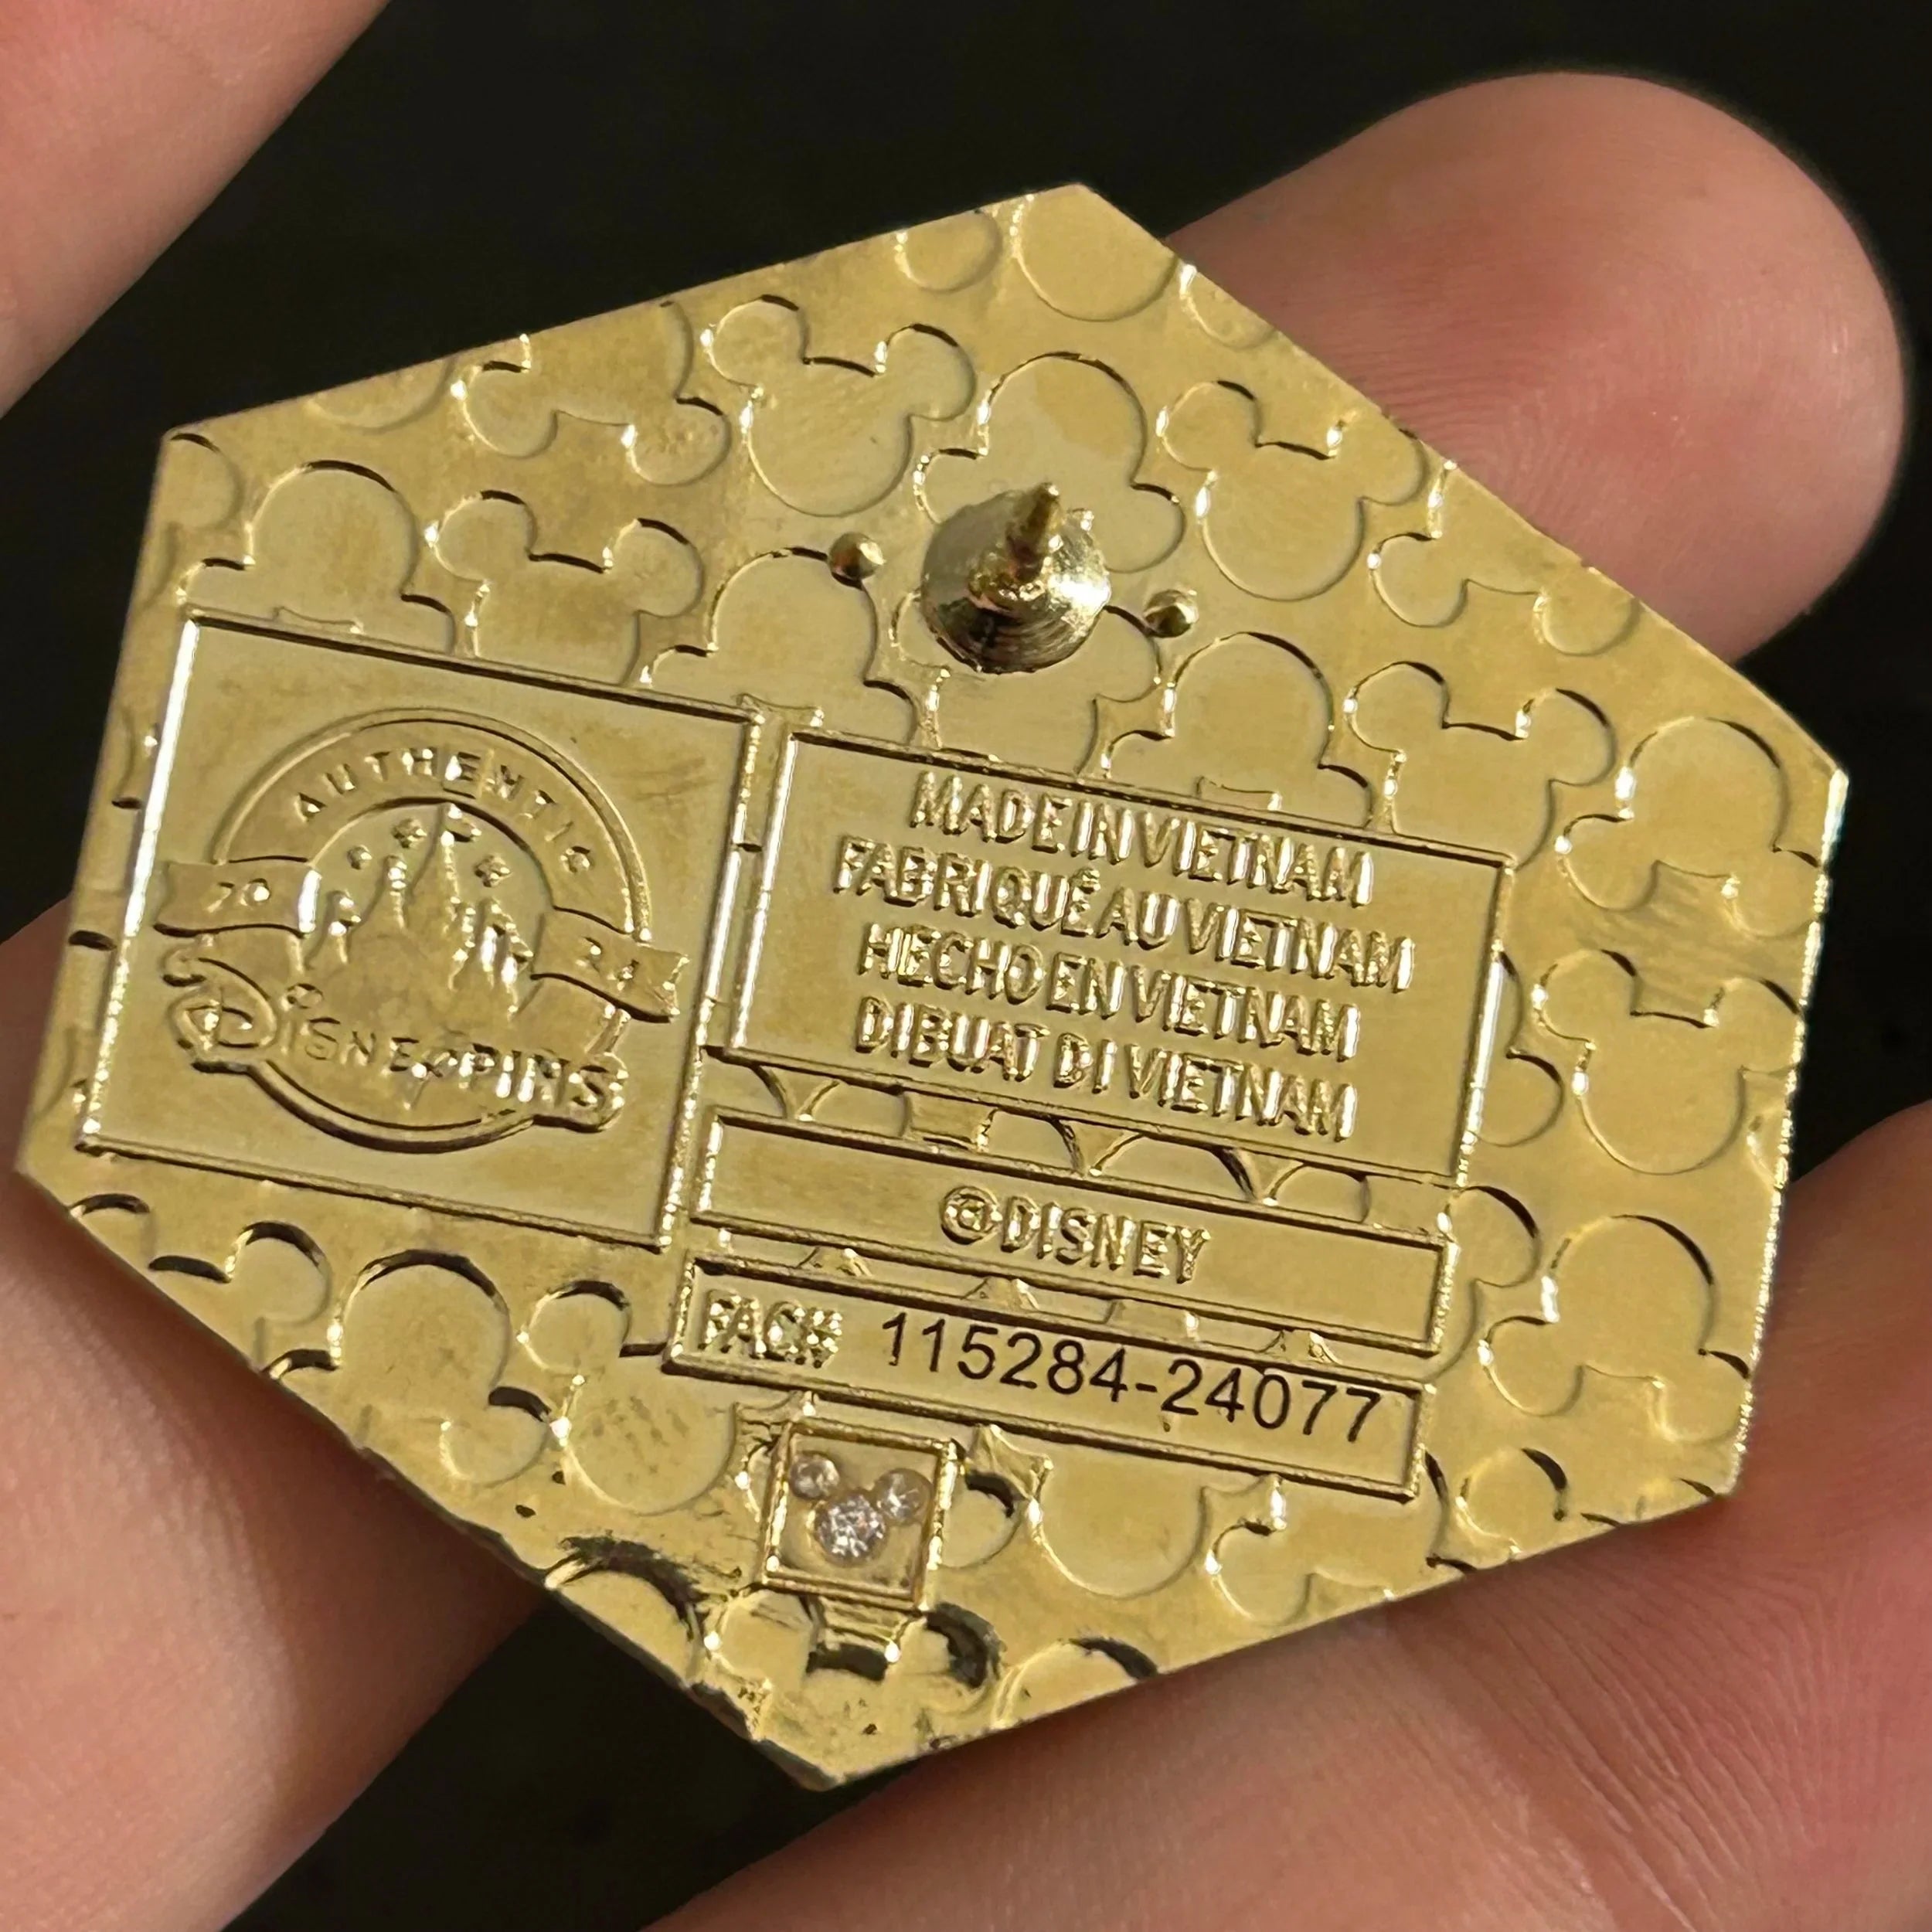 AUTHENTIC
20 24
Disney PINS
MADE IN VIETNAM
FABRIQUÉ AU VIETNAM
HECHO EN VIETNAM
DIBUAT DI VIETNAM
©DISNEY
FAC# 115284-24077